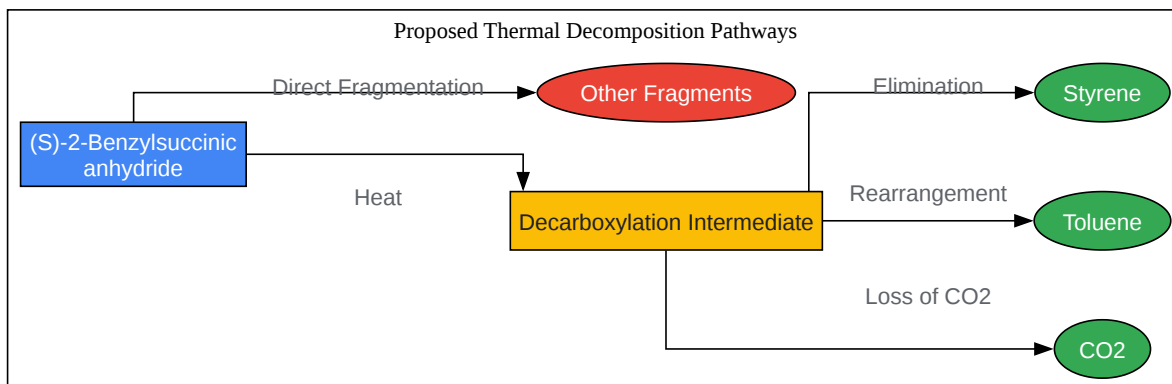 Proposed Thermal Decomposition Pathways
Direct Fragmentation
Other Fragments
Elimination
Styrene
(S)-2-Benzylsuccinic
anhydride
Heat
Decarboxylation Intermediate
Rearrangement
Toluene
Loss of CO2
CO2